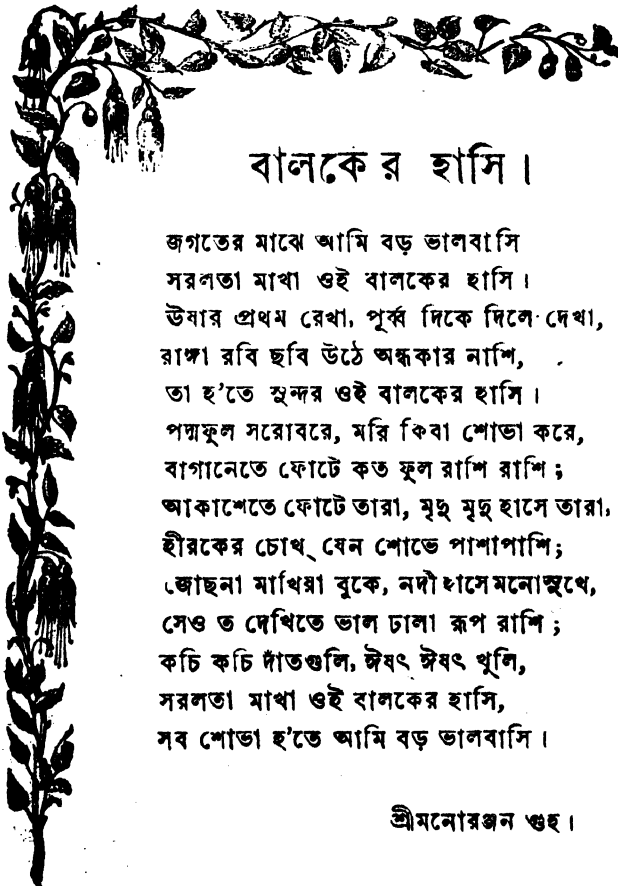 বালকের হাসি।
জগতের মাঝে আমি বড় ভালবাসি
সরলতা মাখা ওই বালকের হাসি।
ঊষার প্রথম রেখা, পূর্ব্ব দিকে দিলে দেখা,
রাঙ্গা রবি ছবি উঠে অন্ধকার নাশি,
তা হ'তে সুন্দর ওই বালকের হাসি।
পদ্মফুল সরোবরে, মরি কিবা শোভা করে,
বাগানেতে ফোটে কত ফুল রাশি রাশি;
আকাশেতে ফোটে তারা, মৃদু মৃদু হাসে তারা,
হীরকের চোখ্ যেন শোভে পাশাপাশি;
জোছনা মাখিয়া বুকে, নদী হাসে মনোসুখে,
সেও ত দেখিতে ভাল ঢালা রূপ রাশি;
কচি কচি দাঁতগুলি, ঈষৎ ঈষৎ খুলি,
সরলতা মাখা ওই বালকের হাসি,
সব শোভা হ'তে আমি বড় ভালবাসি।
শ্রীমনোরঞ্জন গুহ।